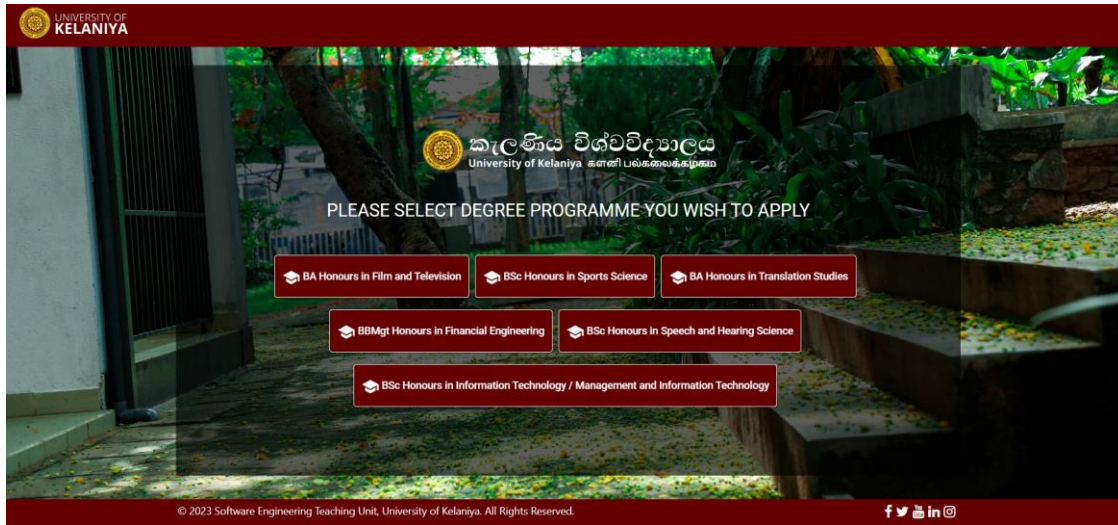 UNIVERSITY OF
KELANIYA
කැලණිය විශ්වවිද්‍යාලය
University of Kelaniya களனி பல்கலைக்கழகம்
PLEASE SELECT DEGREE PROGRAMME YOU WISH TO APPLY
BA Honours in Film and Television
BSc Honours in Sports Science
BA Honours in Translation Studies
BBMgt Honours in Financial Engineering
BSc Honours in Speech and Hearing Science
BSc Honours in Information Technology / Management and Information Technology
© 2023 Software Engineering Teaching Unit, University of Kelaniya. All Rights Reserved.